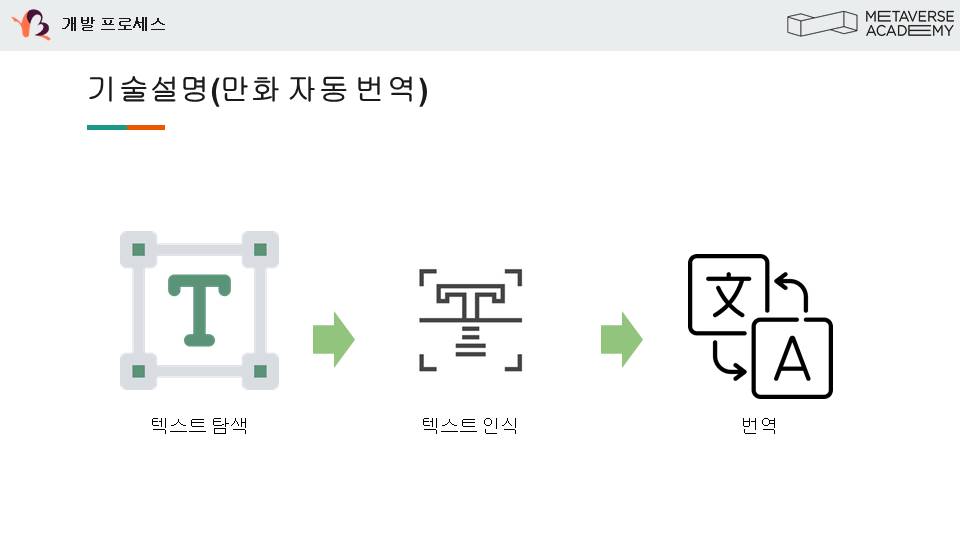 개발 프로세스
METAVERSE
ACADEMY
기술설명(만화 자동 번역)
T
T
文
A
텍스트 탐색
텍스트 인식
번역